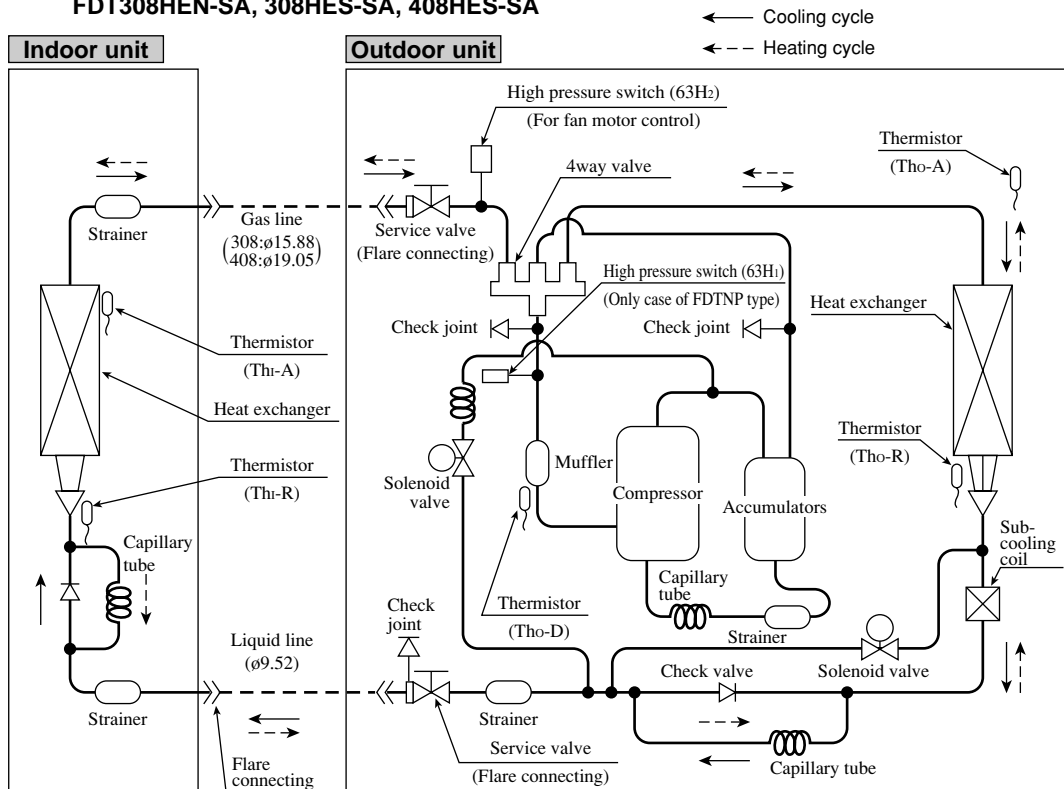 FDT308HEN-SA, 308HES-SA, 408HES-SA
Cooling cycle
Heating cycle
Indoor unit
Outdoor unit
High pressure switch (63H2)
(For fan motor control)
4way valve
Thermistor
(ThO-A)
Strainer
Gas line
(308:ø15.88
408:ø19.05)
Service valve
(Flare connecting)
High pressure switch (63H1)
(Only case of FDTNP type)
Heat exchanger
Check joint
Check joint
Thermistor
(ThI-A)
Heat exchanger
Thermistor
(ThO-R)
Thermistor
(ThI-R)
Solenoid
valve
Muffler
Compressor
Accumulators
Sub-
cooling
coil
Capillary
tube
Capillary
tube
Thermistor
(ThO-D)
Strainer
Check
joint
Liquid line
(ø9.52)
Solenoid valve
Check valve
Strainer
Strainer
Service valve
(Flare connecting)
Capillary tube
Flare
connecting